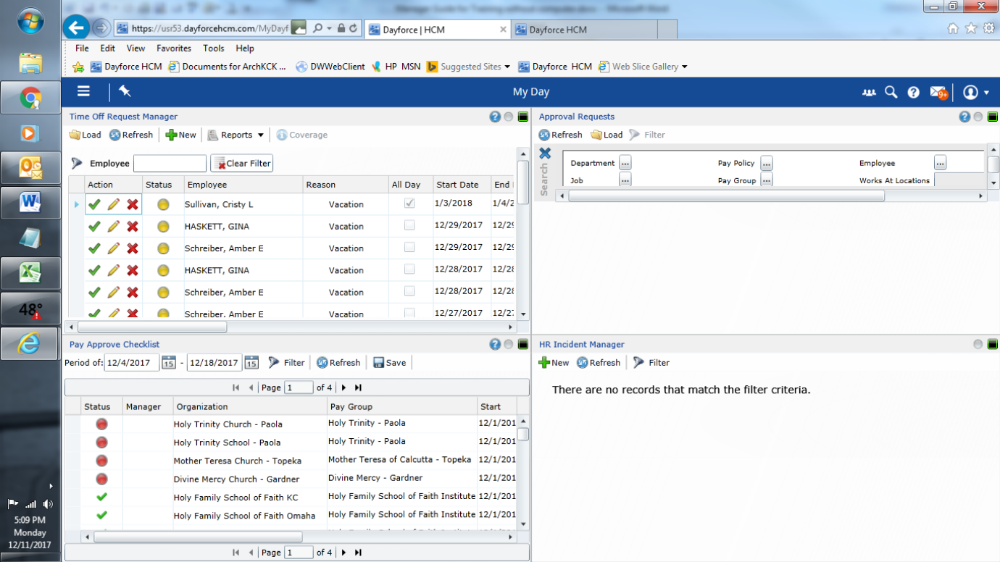 Manager Guide for Training without computer.docx - Microsoft Word
https://usr53.dayforcehcm.com/MyDayf
Dayforce | HCM
Dayforce HCM
File Edit View Favorites Tools Help
Dayforce HCM Documents for ArchKCK ... DWWebClient HP MSN Suggested Sites Dayforce HCM Web Slice Gallery
My Day
9+
Time Off Request Manager
Load Refresh New Reports Coverage
Employee Clear Filter
Action Status Employee Reason All Day Start Date End
Sullivan, Cristy L Vacation 1/3/2018 1/4/2
HASKETT, GINA Vacation 12/29/2017 12/29
Schreiber, Amber E Vacation 12/29/2017 12/29
HASKETT, GINA Vacation 12/28/2017 12/28
Schreiber, Amber E Vacation 12/28/2017 12/28
Schreiber, Amber E Vacation 12/27/2017 12/27
Approval Requests
Refresh Load Filter
Search
Department ... Pay Policy ... Employee ...
Job ... Pay Group ... Works At Locations
Pay Approve Checklist
Period of: 12/4/2017 15 - 12/18/2017 15 Filter Refresh Save
Page 1 of 4
Status Manager Organization Pay Group Start
Holy Trinity Church - Paola Holy Trinity - Paola 12/1/201
Holy Trinity School - Paola Holy Trinity - Paola 12/1/201
Mother Teresa Church - Topeka Mother Teresa of Calcutta - Topeka 12/1/201
Divine Mercy Church - Gardner Divine Mercy - Gardner 12/1/201
Holy Family School of Faith KC Holy Family School of Faith Institute 12/1/201
Holy Family School of Faith Omaha Holy Family School of Faith Institute 12/1/201
Page 1 of 4
HR Incident Manager
New Refresh Filter
There are no records that match the filter criteria.
48°
5:09 PM
Monday
12/11/2017